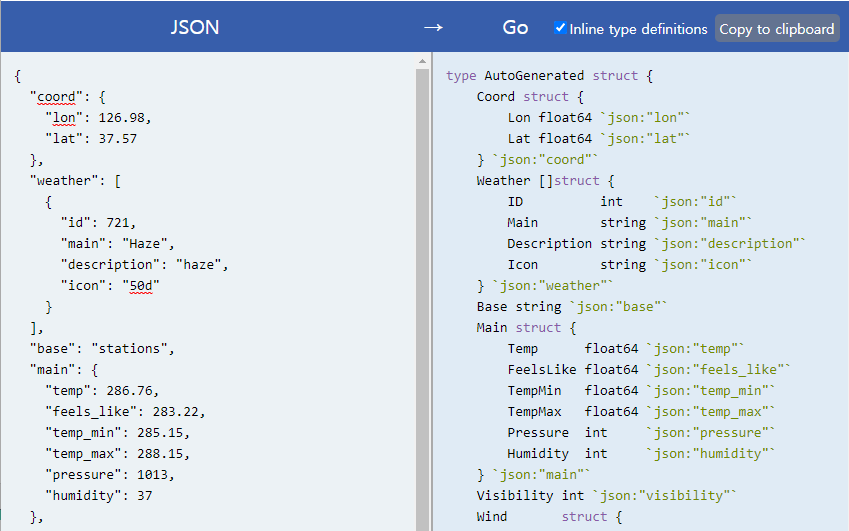 JSON → Go Inline type definitions Copy to clipboard
{
  "coord": {
    "lon": 126.98,
    "lat": 37.57
  },
  "weather": [
    {
      "id": 721,
      "main": "Haze",
      "description": "haze",
      "icon": "50d"
    }
  ],
  "base": "stations",
  "main": {
    "temp": 286.76,
    "feels_like": 283.22,
    "temp_min": 285.15,
    "temp_max": 288.15,
    "pressure": 1013,
    "humidity": 37
  },
type AutoGenerated struct {
    Coord struct {
        Lon float64 `json:"lon"`
        Lat float64 `json:"lat"`
    } `json:"coord"`
    Weather []struct {
        ID          int    `json:"id"`
        Main        string `json:"main"`
        Description string `json:"description"`
        Icon        string `json:"icon"`
    } `json:"weather"`
    Base string `json:"base"`
    Main struct {
        Temp      float64 `json:"temp"`
        FeelsLike float64 `json:"feels_like"`
        TempMin   float64 `json:"temp_min"`
        TempMax   float64 `json:"temp_max"`
        Pressure  int     `json:"pressure"`
        Humidity  int     `json:"humidity"`
    } `json:"main"`
    Visibility int `json:"visibility"`
    Wind       struct {